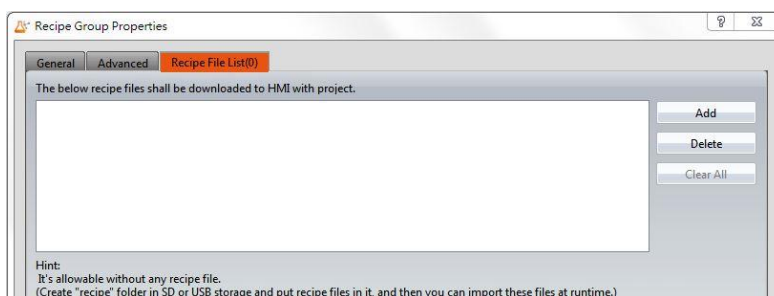 Recipe Group Properties
General Advanced Recipe File List(0)
The below recipe files shall be downloaded to HMI with project.
Add
Delete
Clear All
Hint:
It's allowable without any recipe file.
(Create "recipe" folder in SD or USB storage and put recipe files in it, and then you can import these files at runtime.)